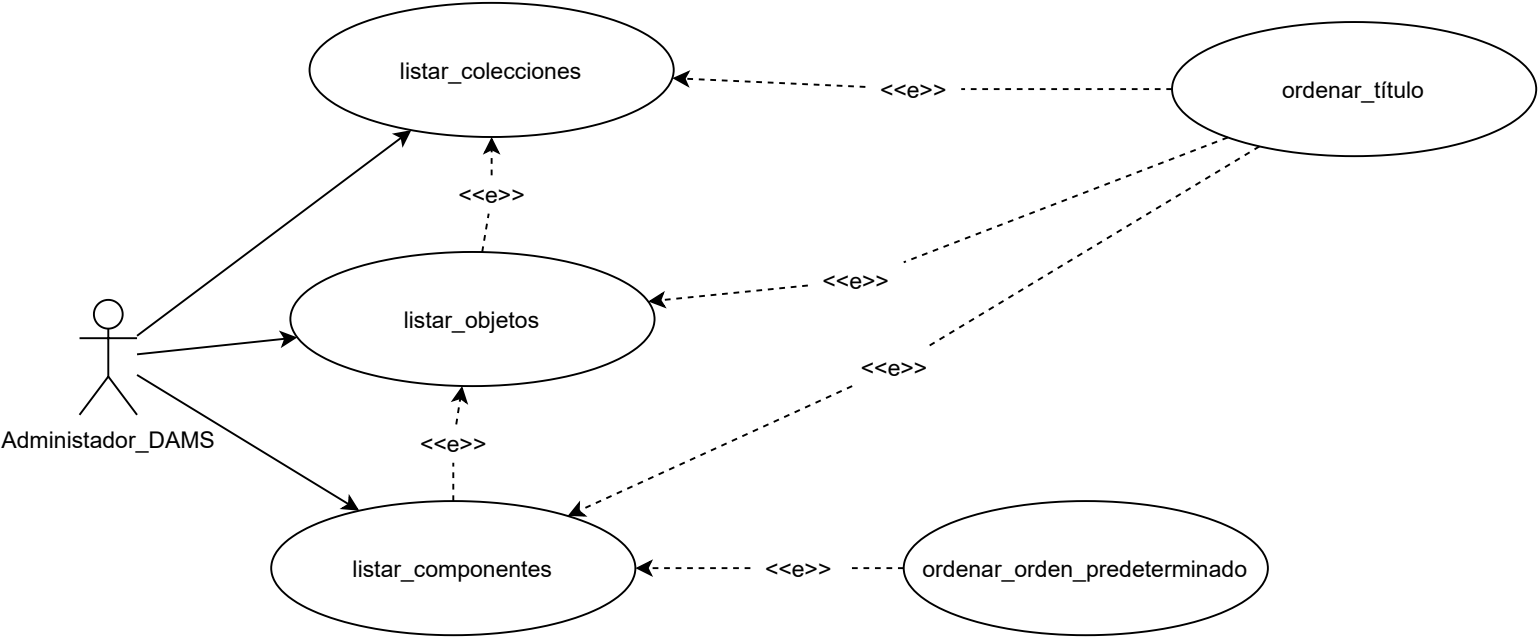 listar_colecciones
<<e>>
ordenar_título
<<e>>
<<e>>
listar_objetos
<<e>>
Administador_DAMS
<<e>>
<<e>>
listar_componentes
<<e>>
ordenar_orden_predeterminado